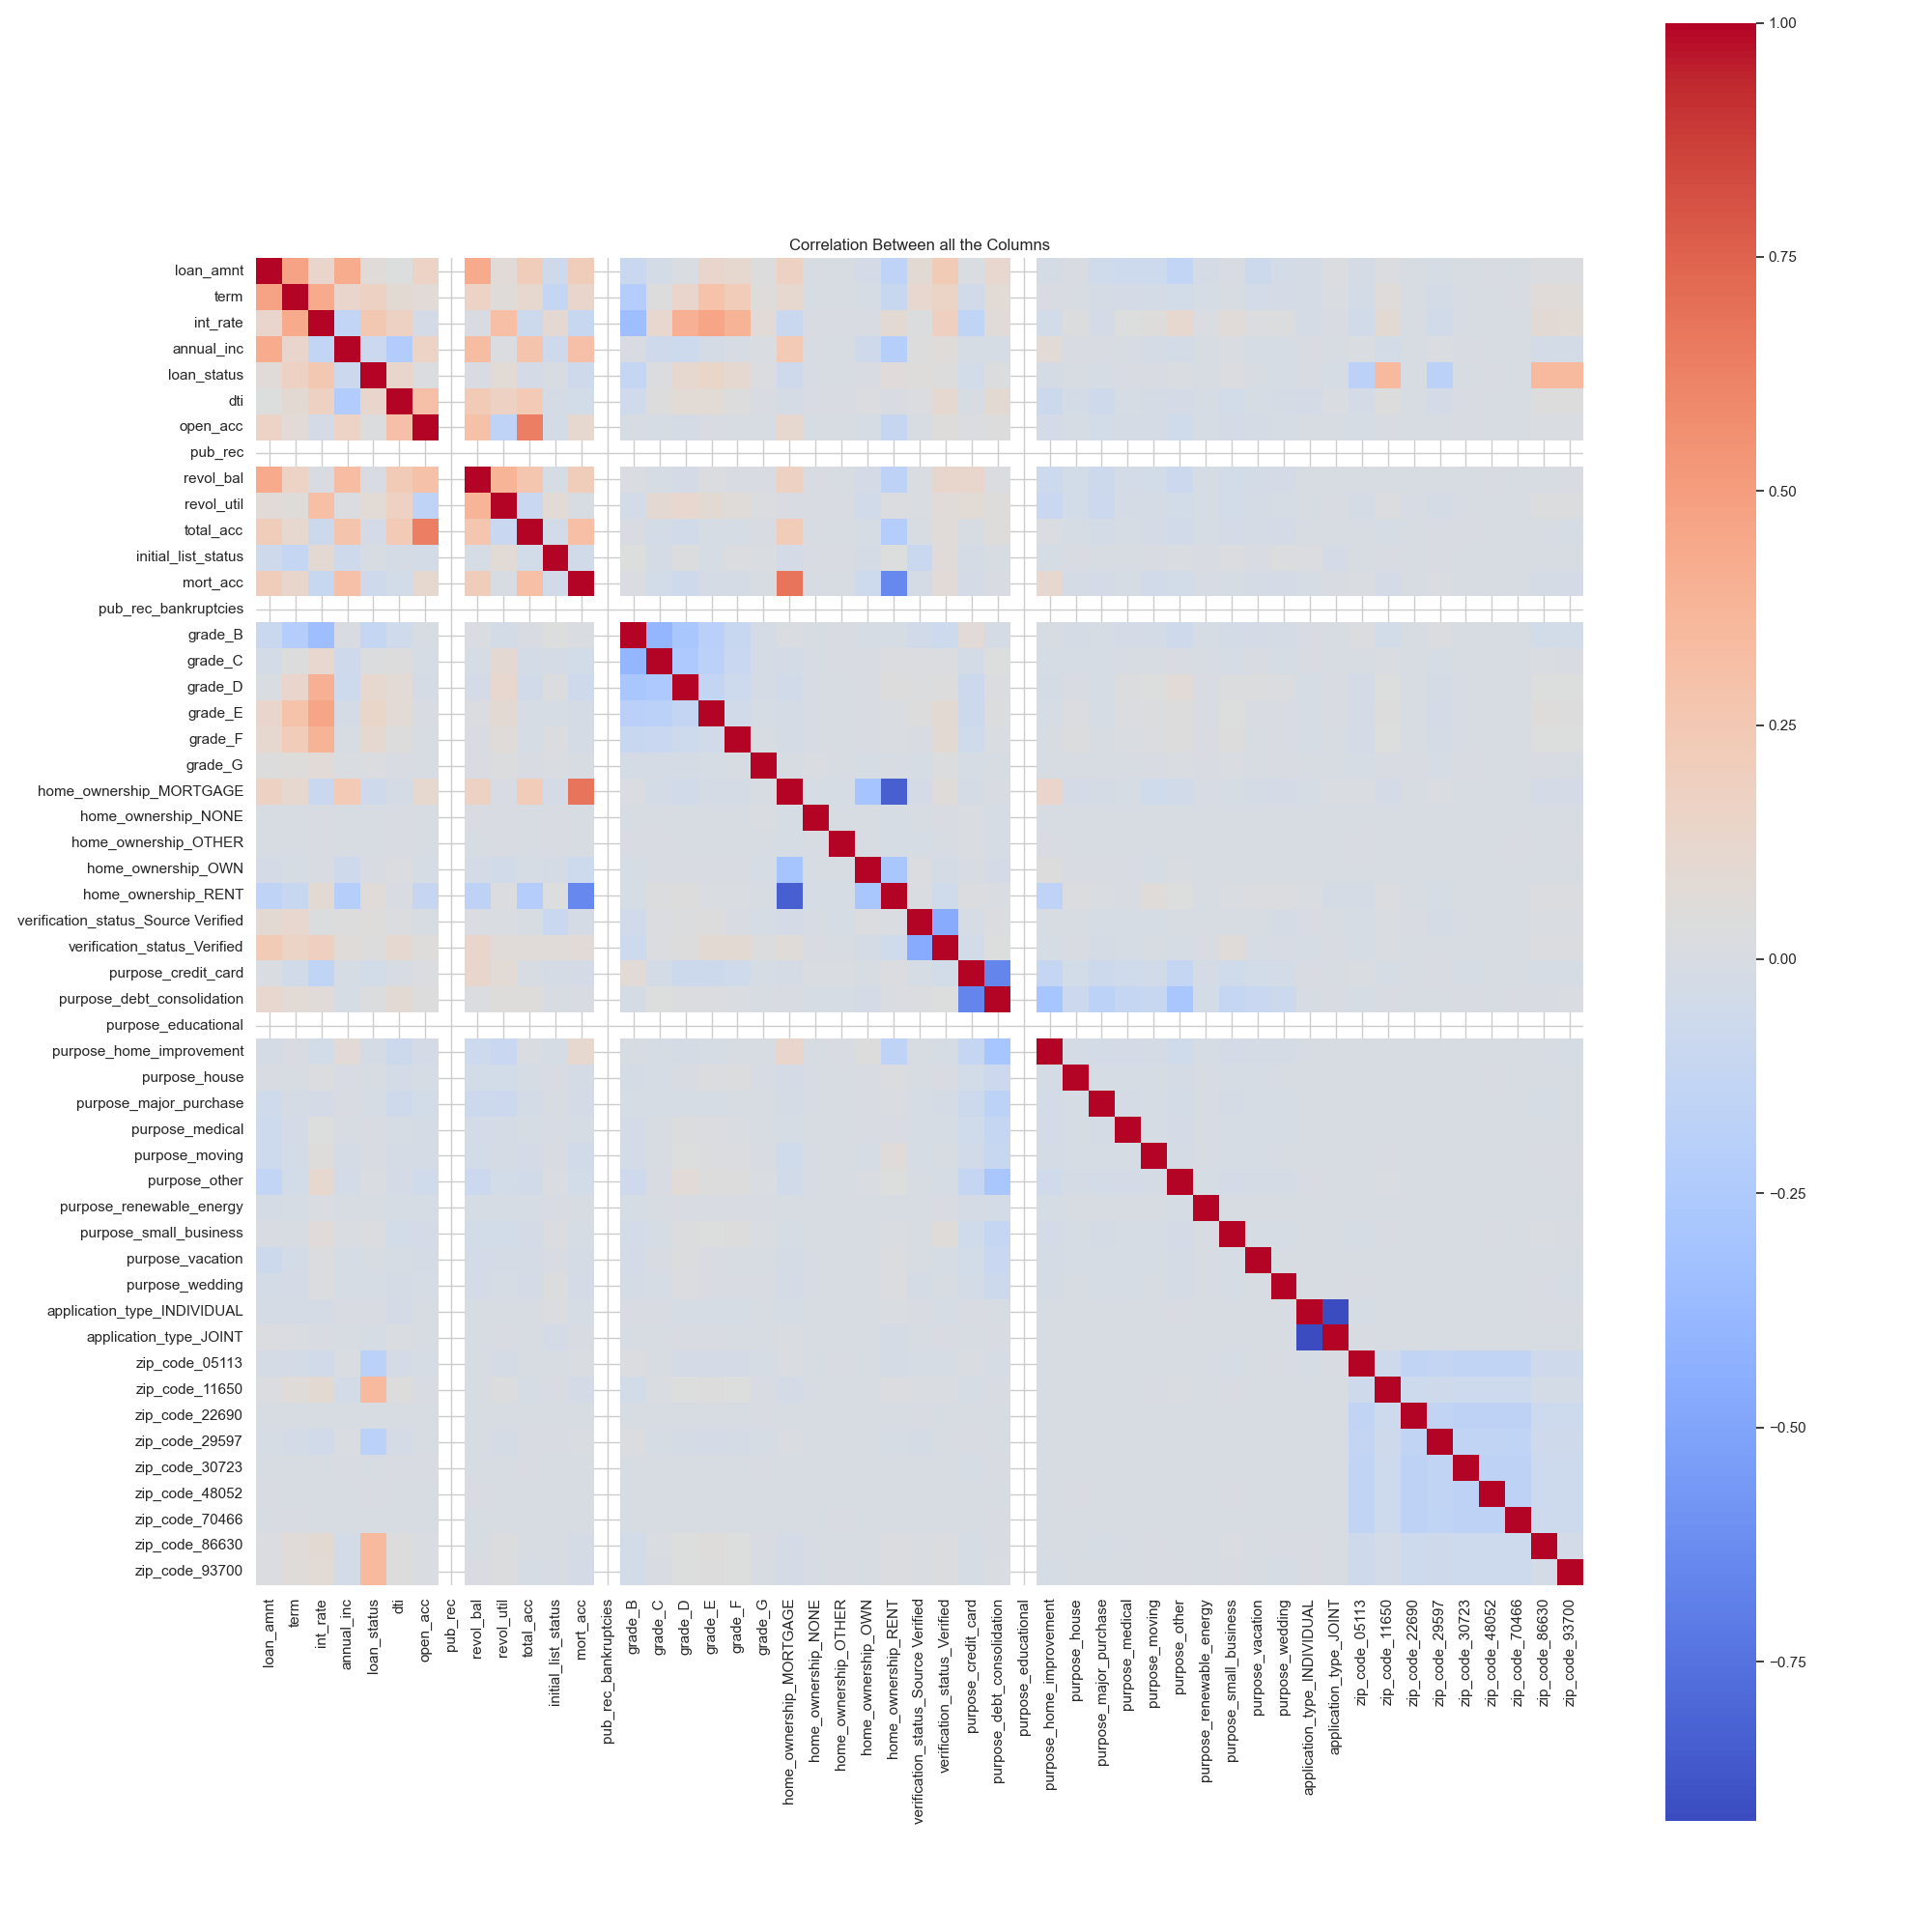 Correlation Between all the Columns
loan_amnt
term
int_rate
annual_inc
loan_status
dti
open_acc
pub_rec
revol_bal
revol_util
total_acc
initial_list_status
mort_acc
pub_rec_bankruptcies
grade_B
grade_C
grade_D
grade_E
grade_F
grade_G
home_ownership_MORTGAGE
home_ownership_NONE
home_ownership_OTHER
home_ownership_OWN
home_ownership_RENT
verification_status_Source Verified
verification_status_Verified
purpose_credit_card
purpose_debt_consolidation
purpose_educational
purpose_home_improvement
purpose_house
purpose_major_purchase
purpose_medical
purpose_moving
purpose_other
purpose_renewable_energy
purpose_small_business
purpose_vacation
purpose_wedding
application_type_INDIVIDUAL
application_type_JOINT
zip_code_05113
zip_code_11650
zip_code_22690
zip_code_29597
zip_code_30723
zip_code_48052
zip_code_70466
zip_code_86630
zip_code_93700
loan_amnt
term
int_rate
annual_inc
loan_status
dti
open_acc
pub_rec
revol_bal
revol_util
total_acc
initial_list_status
mort_acc
pub_rec_bankruptcies
grade_B
grade_C
grade_D
grade_E
grade_F
grade_G
home_ownership_MORTGAGE
home_ownership_NONE
home_ownership_OTHER
home_ownership_OWN
home_ownership_RENT
verification_status_Source Verified
verification_status_Verified
purpose_credit_card
purpose_debt_consolidation
purpose_educational
purpose_home_improvement
purpose_house
purpose_major_purchase
purpose_medical
purpose_moving
purpose_other
purpose_renewable_energy
purpose_small_business
purpose_vacation
purpose_wedding
application_type_INDIVIDUAL
application_type_JOINT
zip_code_05113
zip_code_11650
zip_code_22690
zip_code_29597
zip_code_30723
zip_code_48052
zip_code_70466
zip_code_86630
zip_code_93700
1.00
0.75
0.50
0.25
0.00
−0.25
−0.50
−0.75